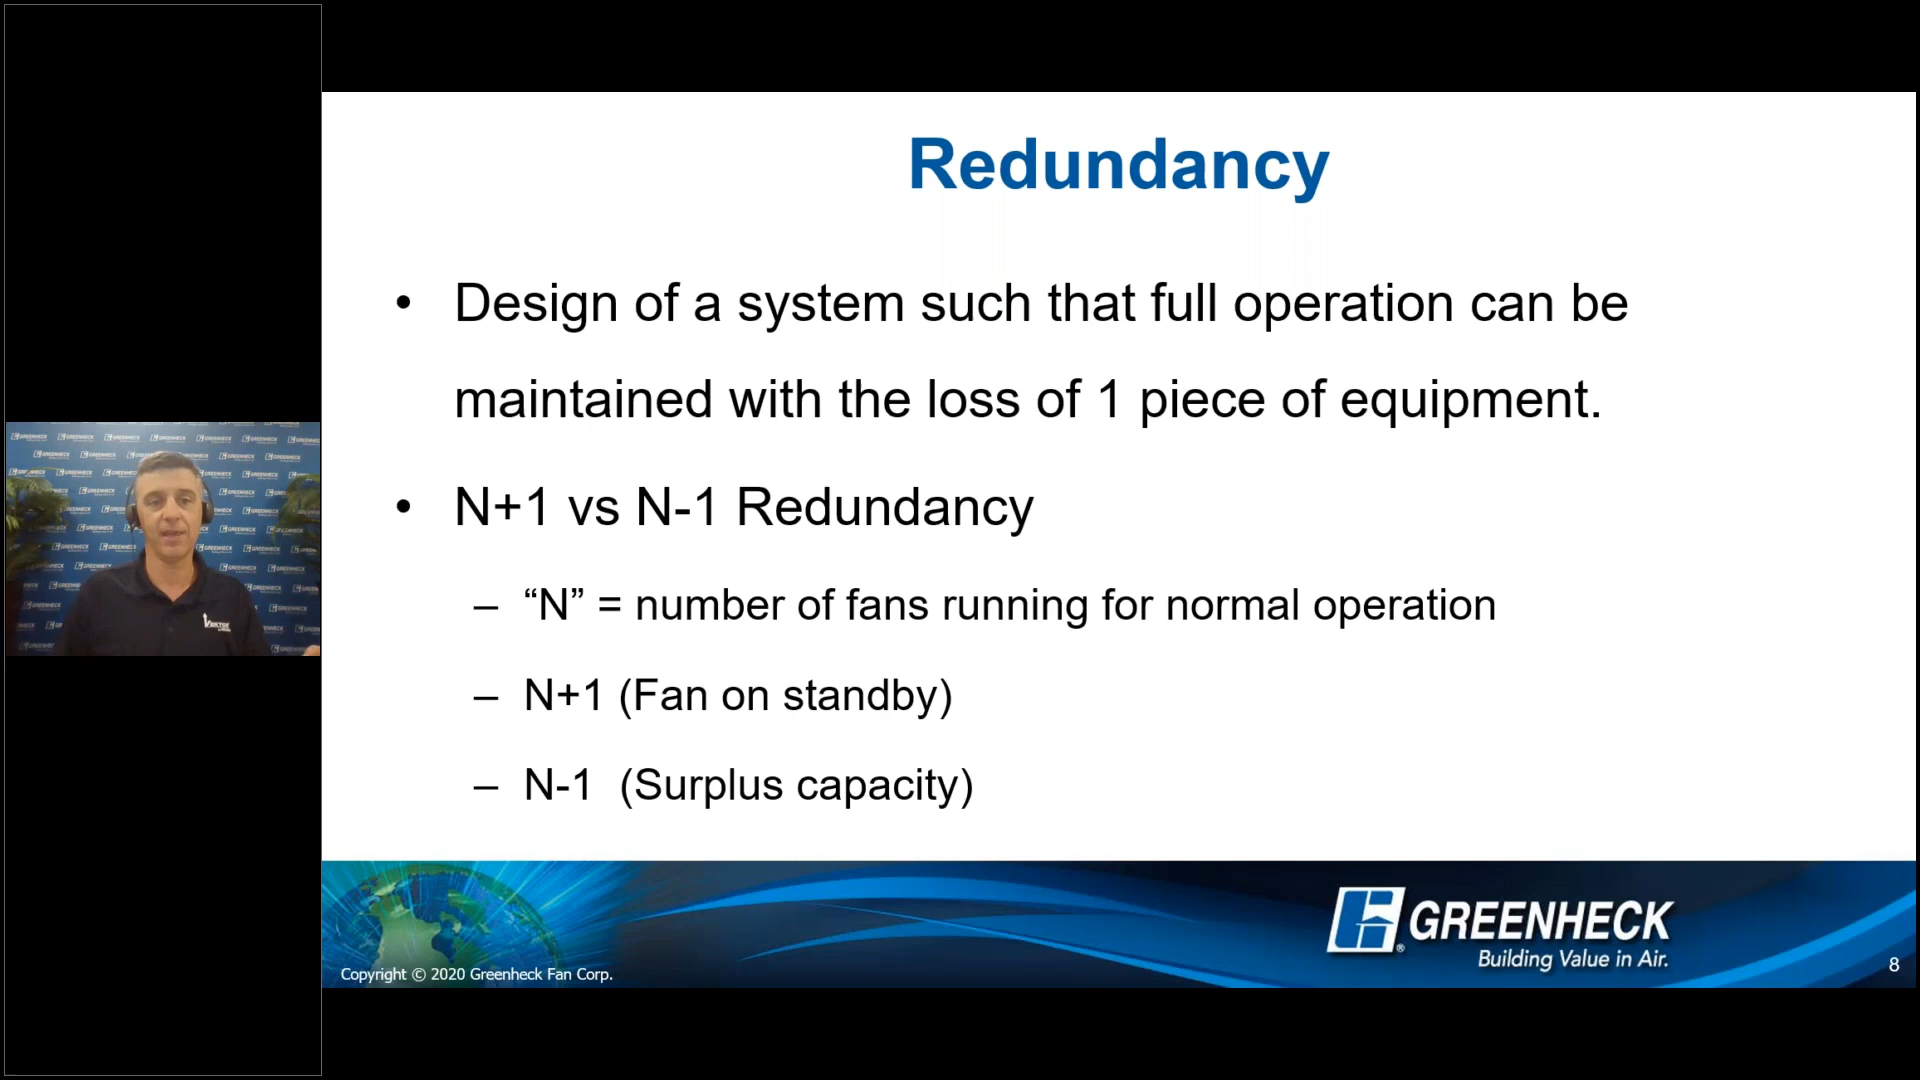 Redundancy
• Design of a system such that full operation can be
maintained with the loss of 1 piece of equipment.
• N+1 vs N-1 Redundancy
– “N” = number of fans running for normal operation
– N+1 (Fan on standby)
– N-1 (Surplus capacity)
GREENHECK
Building Value in Air.
Copyright © 2020 Greenheck Fan Corp.
8
GREENHECK
VEKTOR